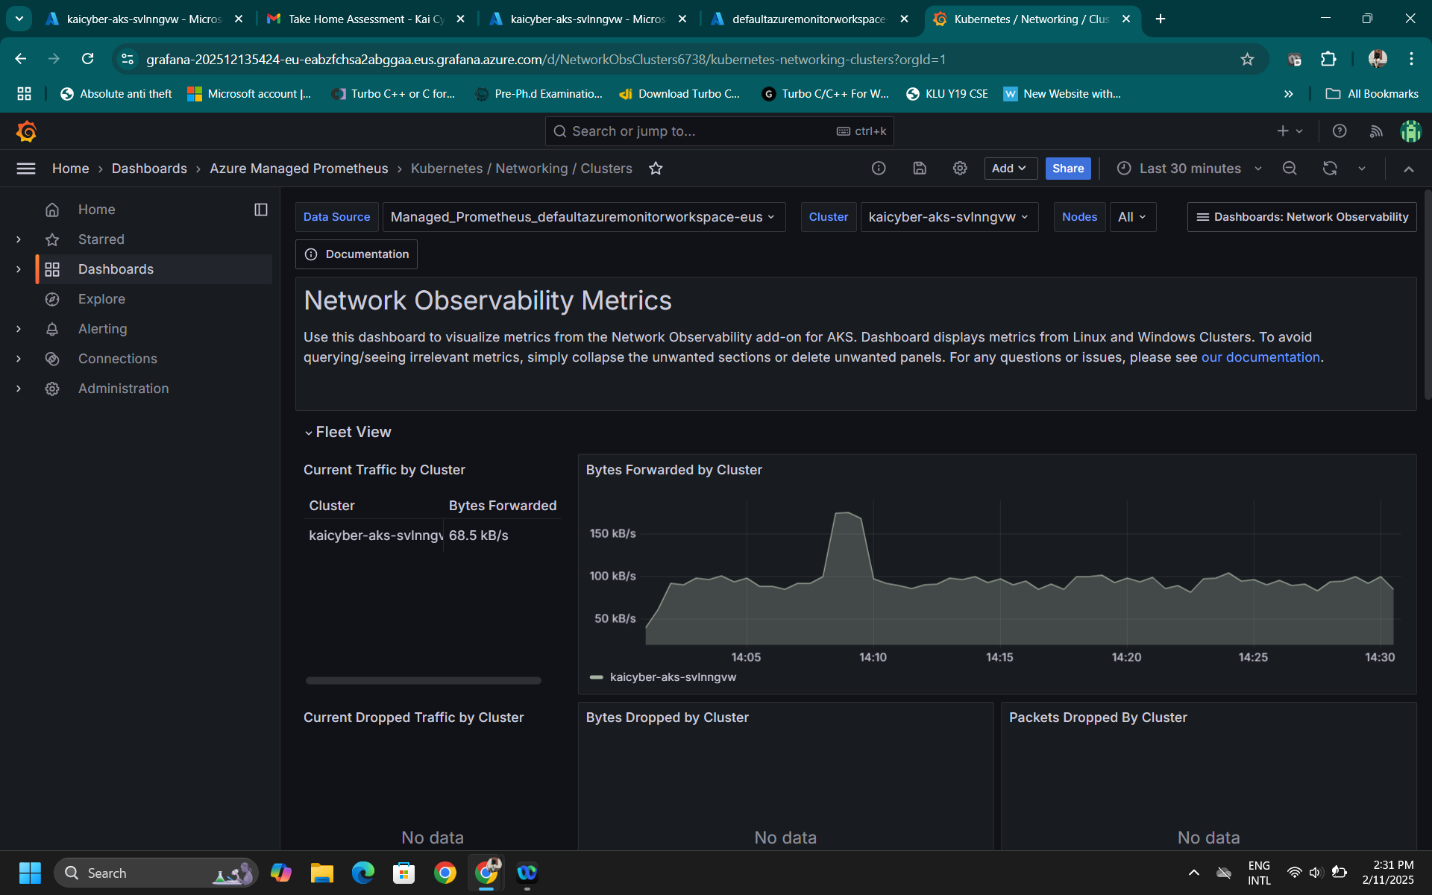 kaicyber-aks-svlnngvw - Micros
Take Home Assessment - Kai Cy
kaicyber-aks-svlnngvw - Micros
defaultazuremonitorworkspace
Kubernetes / Networking / Clus
grafana-202512135424-eu-eabzfchsa2abggaa.eus.grafana.azure.com/d/NetworkObsClusters6738/kubernetes-networking-clusters?orgId=1
Absolute anti theft
Microsoft account |...
Turbo C++ or C for...
Pre-Ph.d Examinatio...
Download Turbo C...
Turbo C/C++ For W...
KLU Y19 CSE
New Website with...
All Bookmarks
Search or jump to...
ctrl+k
Home › Dashboards › Azure Managed Prometheus › Kubernetes / Networking / Clusters
Add
Share
Last 30 minutes
Home
Starred
Dashboards
Explore
Alerting
Connections
Administration
Data Source
Managed_Prometheus_defaultazuremonitorworkspace-eus
Cluster
kaicyber-aks-svlnngvw
Nodes
All
Dashboards: Network Observability
Documentation
Network Observability Metrics
Use this dashboard to visualize metrics from the Network Observability add-on for AKS. Dashboard displays metrics from Linux and Windows Clusters. To avoid
querying/seeing irrelevant metrics, simply collapse the unwanted sections or delete unwanted panels. For any questions or issues, please see our documentation.
Fleet View
Current Traffic by Cluster
Cluster
Bytes Forwarded
kaicyber-aks-svlnngv
68.5 kB/s
Bytes Forwarded by Cluster
150 kB/s
100 kB/s
50 kB/s
14:05
14:10
14:15
14:20
14:25
14:30
kaicyber-aks-svlnngvw
Current Dropped Traffic by Cluster
Bytes Dropped by Cluster
Packets Dropped By Cluster
No data
No data
No data
Search
ENG
INTL
2:31 PM
2/11/2025